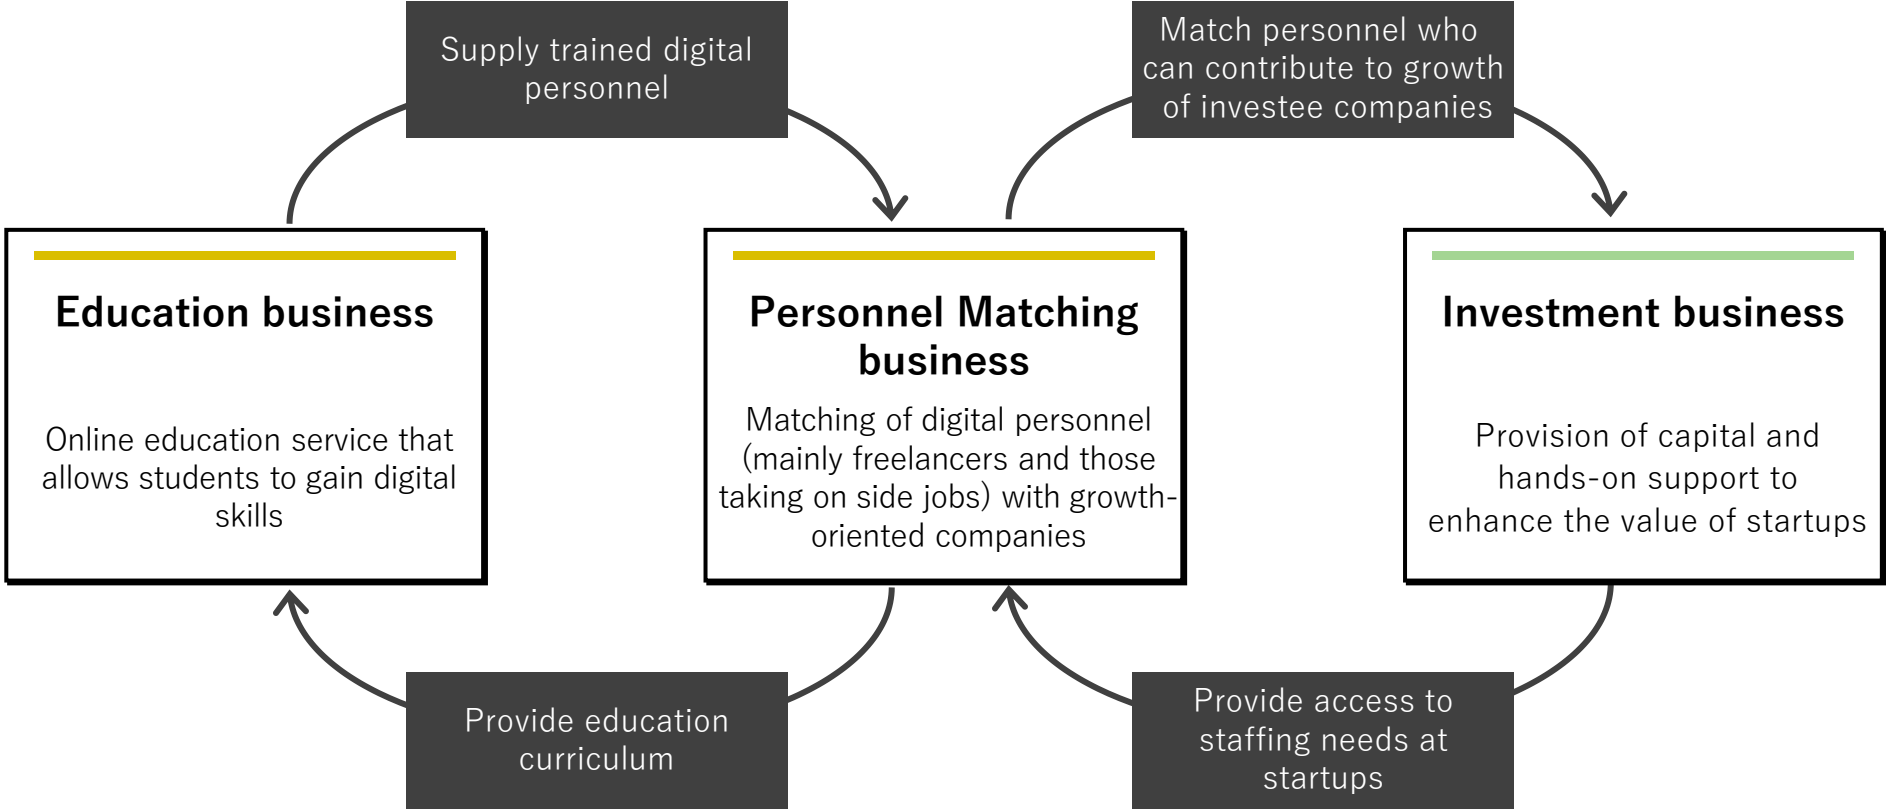 Supply trained digital
personnel
Match personnel who
can contribute to growth
of investee companies
Education business
Online education service that
allows students to gain digital
skills
Personnel Matching
business
Matching of digital personnel
(mainly freelancers and those
taking on side jobs) with growth-
oriented companies
Investment business
Provision of capital and
hands-on support to
enhance the value of startups
Provide education
curriculum
Provide access to
staffing needs at
startups